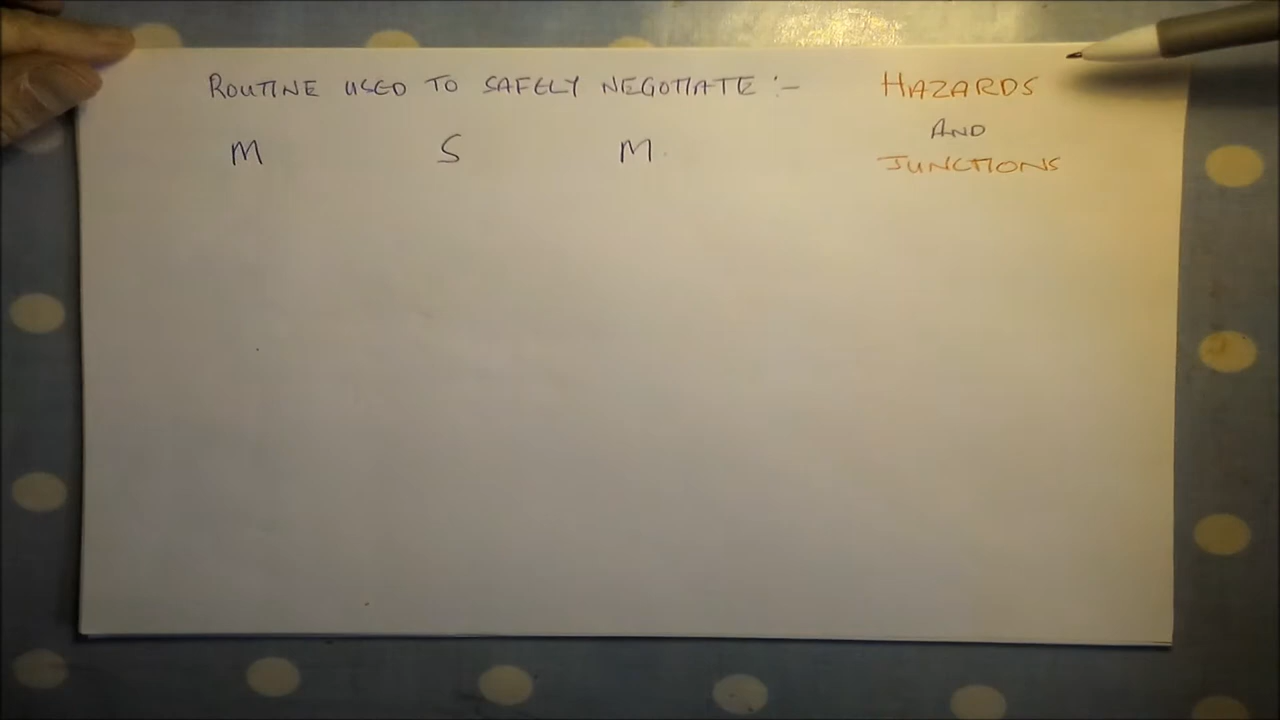 ROUTINE USED TO SAFELY NEGOTIATE :- HAZARDS
AND
M S M
JUNCTIONS